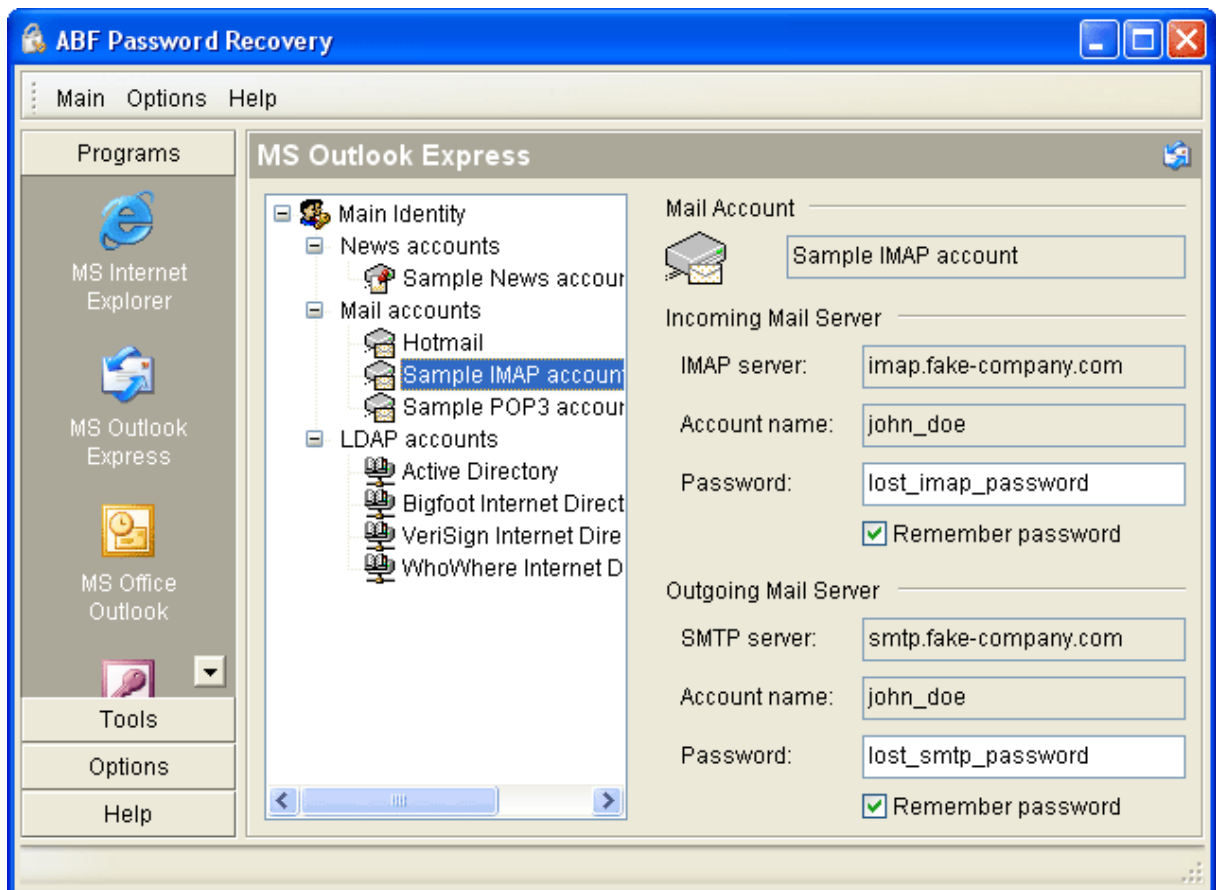 ABF Password Recovery
Main Options Help
Programs
MS Internet
Explorer
MS Outlook
Express
MS Office
Outlook
Tools
Options
Help
MS Outlook Express
Main Identity
News accounts
Sample News accoun
Mail accounts
Hotmail
Sample IMAP accoun
Sample POP3 accoun
LDAP accounts
Active Directory
Bigfoot Internet Direct
VeriSign Internet Dire
WhoWhere Internet D
Mail Account
Sample IMAP account
Incoming Mail Server
IMAP server: imap.fake-company.com
Account name: john_doe
Password: lost_imap_password
Remember password
Outgoing Mail Server
SMTP server: smtp.fake-company.com
Account name: john_doe
Password: lost_smtp_password
Remember password